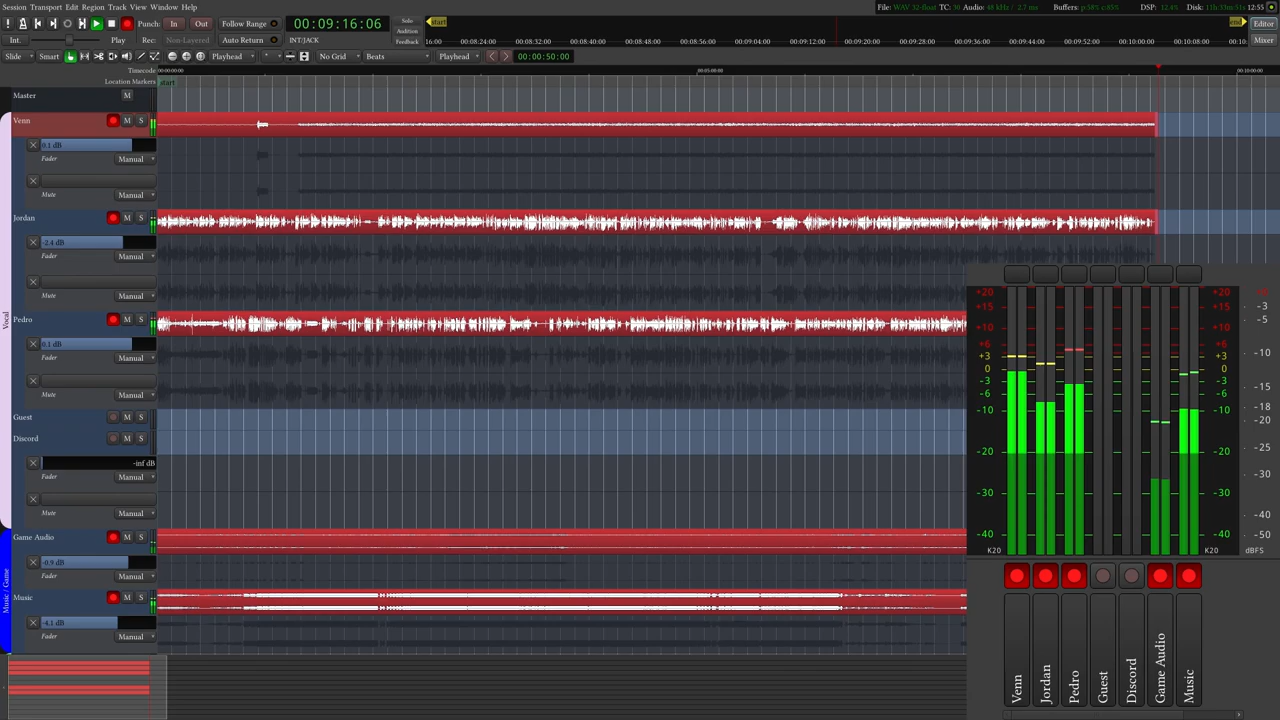 Session Transport Edit Region Track View Window Help
File: WAV 32-float TC: 30 Audio: 48 kHz / 2.7 ms Buffers: p:58% c:85% DSP: 12.4% 12:55
Punch: In Out Follow Range 00:09:16:06 Solo
Audition
Feedback
start end
Editor
Int. Play Rec: Non-Layered Auto Return INT/JACK
16:00 00:08:24:00 00:08:32:00 00:08:40:00 00:08:48:00 00:08:56:00 00:09:04:00 00:09:12:00 00:09:20:00 00:09:28:00 00:09:36:00 00:09:44:00 00:09:52:00 00:10:00:00 00:10:08:00 00:10:
Mixer
Slide Smart Playhead No Grid Beats Playhead 00:00:50:00
Timecode 00:00:00:00 00:05:00:00 00:10:00:00
Location Markers start
Master M
Venn M S
0.1 dB
Fader Manual
Mute Manual
Jordan M S
-2.4 dB
Fader Manual
Mute Manual
Vocal
Pedro M S
0.1 dB
Fader Manual
Mute Manual
Guest M S
Discord M S
-inf dB
Fader Manual
Mute Manual
Music / Game
Game Audio M S
-0.9 dB
Fader Manual
Music M S
-4.1 dB
Fader Manual
+20 +20
+15 +15 -3
-5
+10 +10
+6 +6
+3 +3 -10
0 0
-3 -3 -15
-6 -6
-10 -10 -18
-20
-20 -20 -25
-30 -30 -30
-40
-40 -40 -50
K20 K20 dBFS
Venn Jordan Pedro Guest Discord Game Audio Music